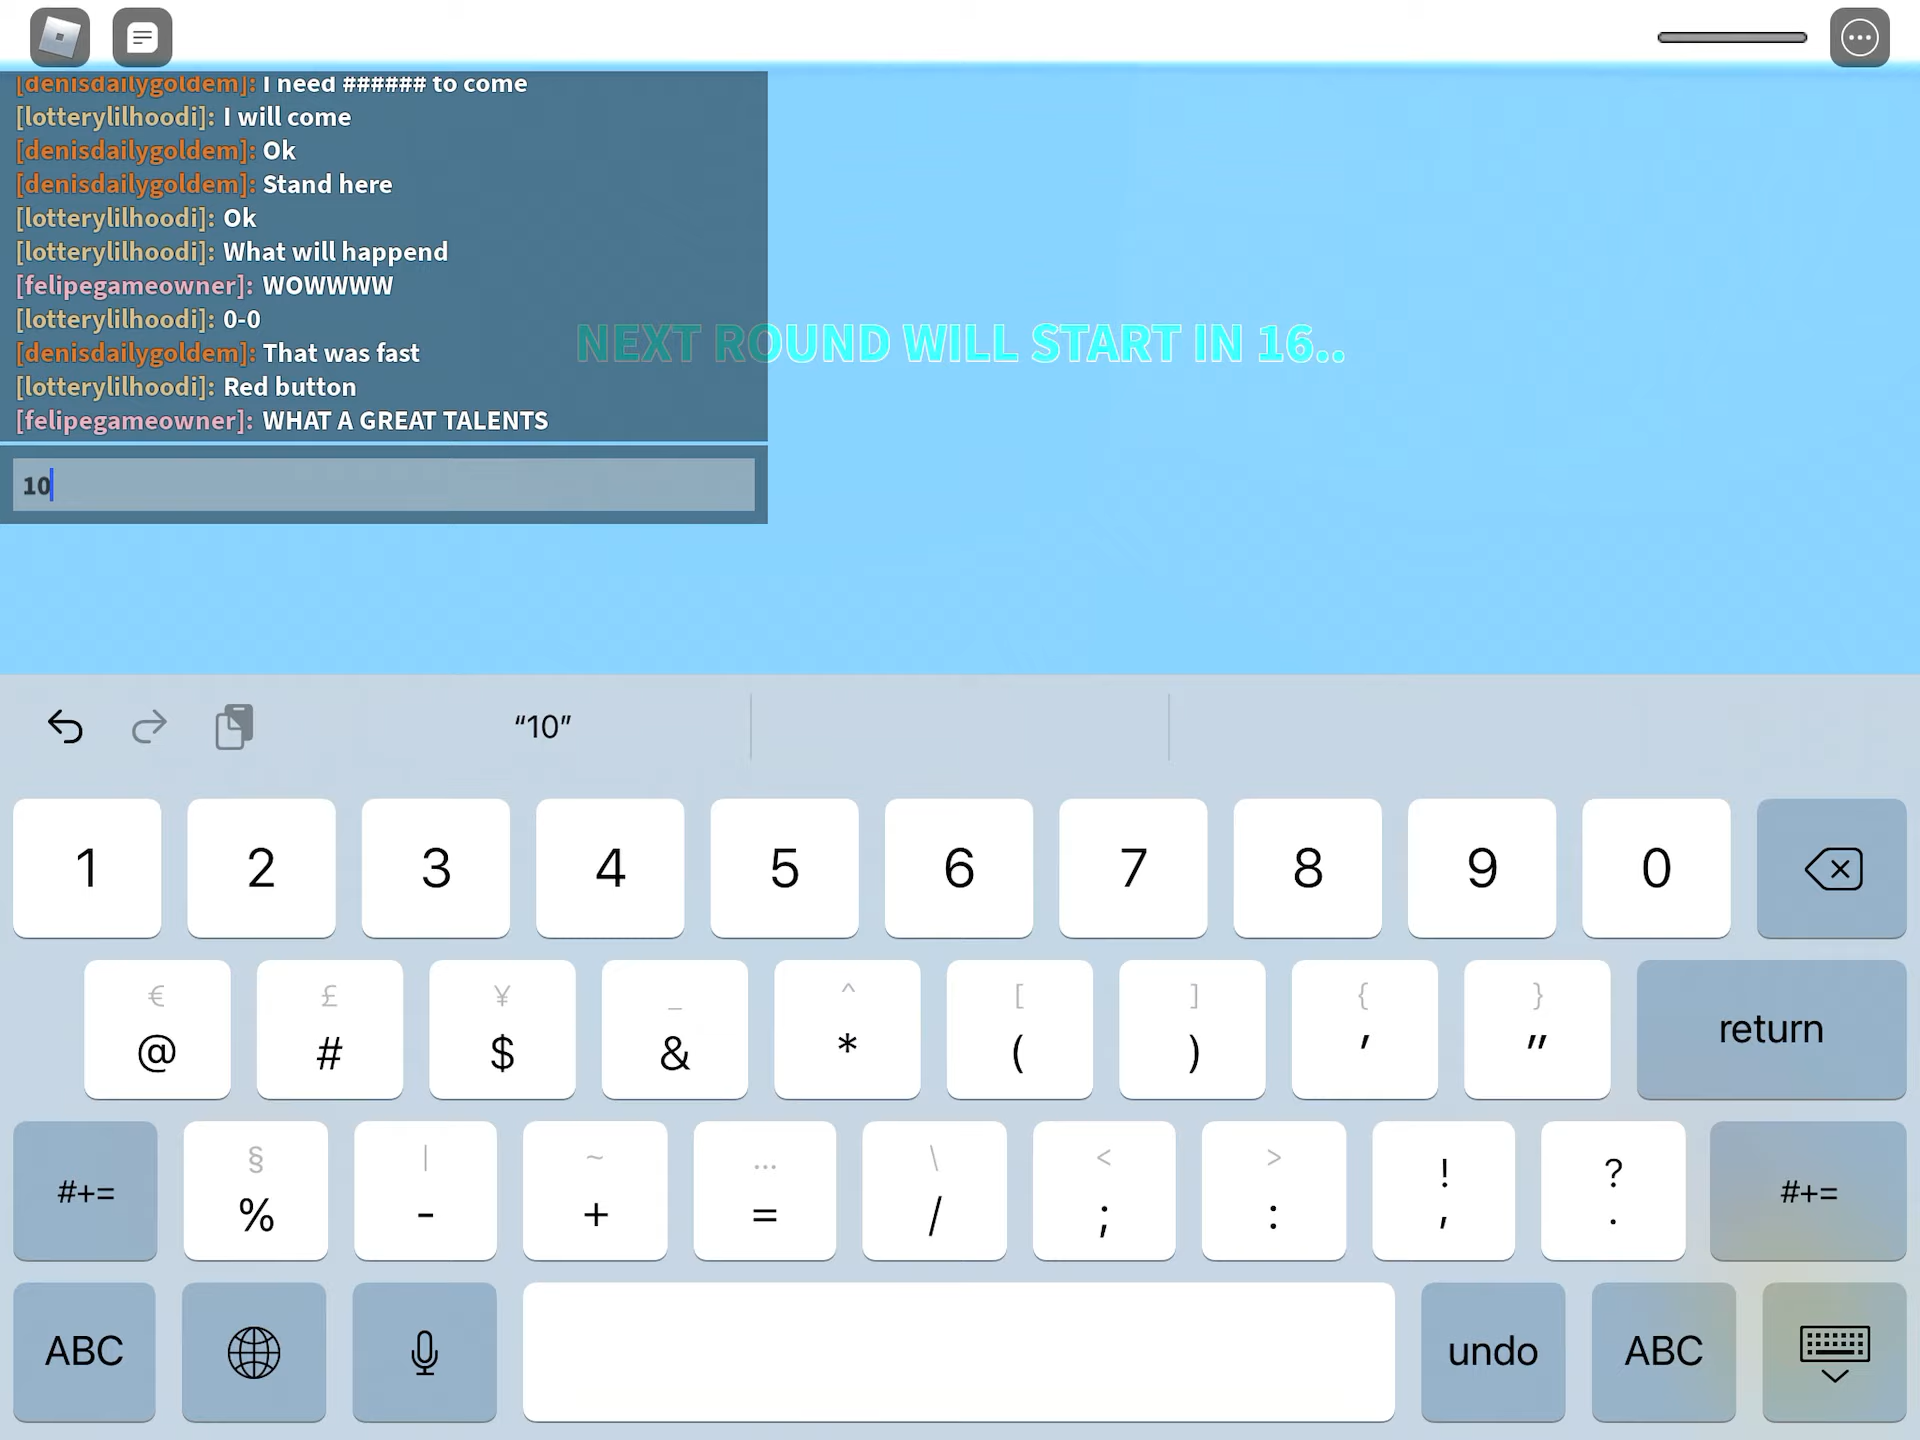 [denisdailygoldem]: I need ###### to come
[lotterylilhoodi]: I will come
[denisdailygoldem]: Ok
[denisdailygoldem]: Stand here
[lotterylilhoodi]: Ok
[lotterylilhoodi]: What will happend
[felipegameowner]: WOWWWW
[lotterylilhoodi]: 0-0
NEXT ROUND WILL START IN 16..
[denisdailygoldem]: That was fast
[lotterylilhoodi]: Red button
[felipegameowner]: WHAT A GREAT TALENTS
10
“10”
1 2 3 4 5 6 7 8 9 0
€ £ ¥ _ ^ [ ] { }
@ # $ & * ( ) ' " return
§ | ~ … \ < > ! ?
#+= % - + = / ; : , . #+=
ABC undo ABC